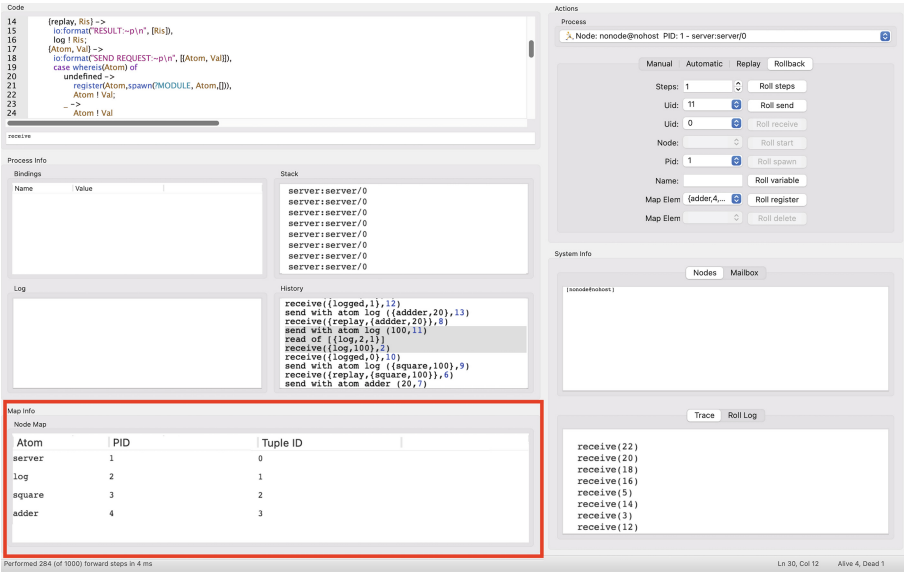 Code
14 {replay, Ris} ->
15 io:format("RESULT:~p\n", [Ris]),
16 log ! Ris;
17 {Atom, Val} ->
18 io:format("SEND REQUEST:~p\n", [[Atom, Val]]),
19 case whereis(Atom) of
20 undefined ->
21 register(Atom,spawn(?MODULE, Atom,[])),
22 Atom ! Val;
23 _ ->
24 Atom ! Val
receive
Process Info
Bindings
Name Value
Stack
server:server/0
server:server/0
server:server/0
server:server/0
server:server/0
server:server/0
server:server/0
server:server/0
Log
History
receive({logged,1},12)
send with atom log ({addder,20},13)
receive({replay,{addder,20}},8)
send with atom log (100,11)
read of [{log,2,1}]
receive({log,100},2)
receive({logged,0},10)
send with atom log ({square,100},9)
receive({replay,{square,100}},6)
send with atom adder (20,7)
Map Info
Node Map
Atom PID Tuple ID
server 1 0
log 2 1
square 3 2
adder 4 3
Performed 284 (of 1000) forward steps in 4 ms
Actions
Process
Node: nonode@nohost PID: 1 - server:server/0
Manual Automatic Replay Rollback
Steps: 1 Roll steps
Uid: 11 Roll send
Uid: 0 Roll receive
Node: Roll start
Pid: 1 Roll spawn
Name: Roll variable
Map Elem {adder,4,... Roll register
Map Elem Roll delete
System Info
Nodes Mailbox
[nonode@nohost]
Trace Roll Log
receive(22)
receive(20)
receive(18)
receive(16)
receive(5)
receive(14)
receive(3)
receive(12)
Ln 30, Col 12 Alive 4, Dead 1